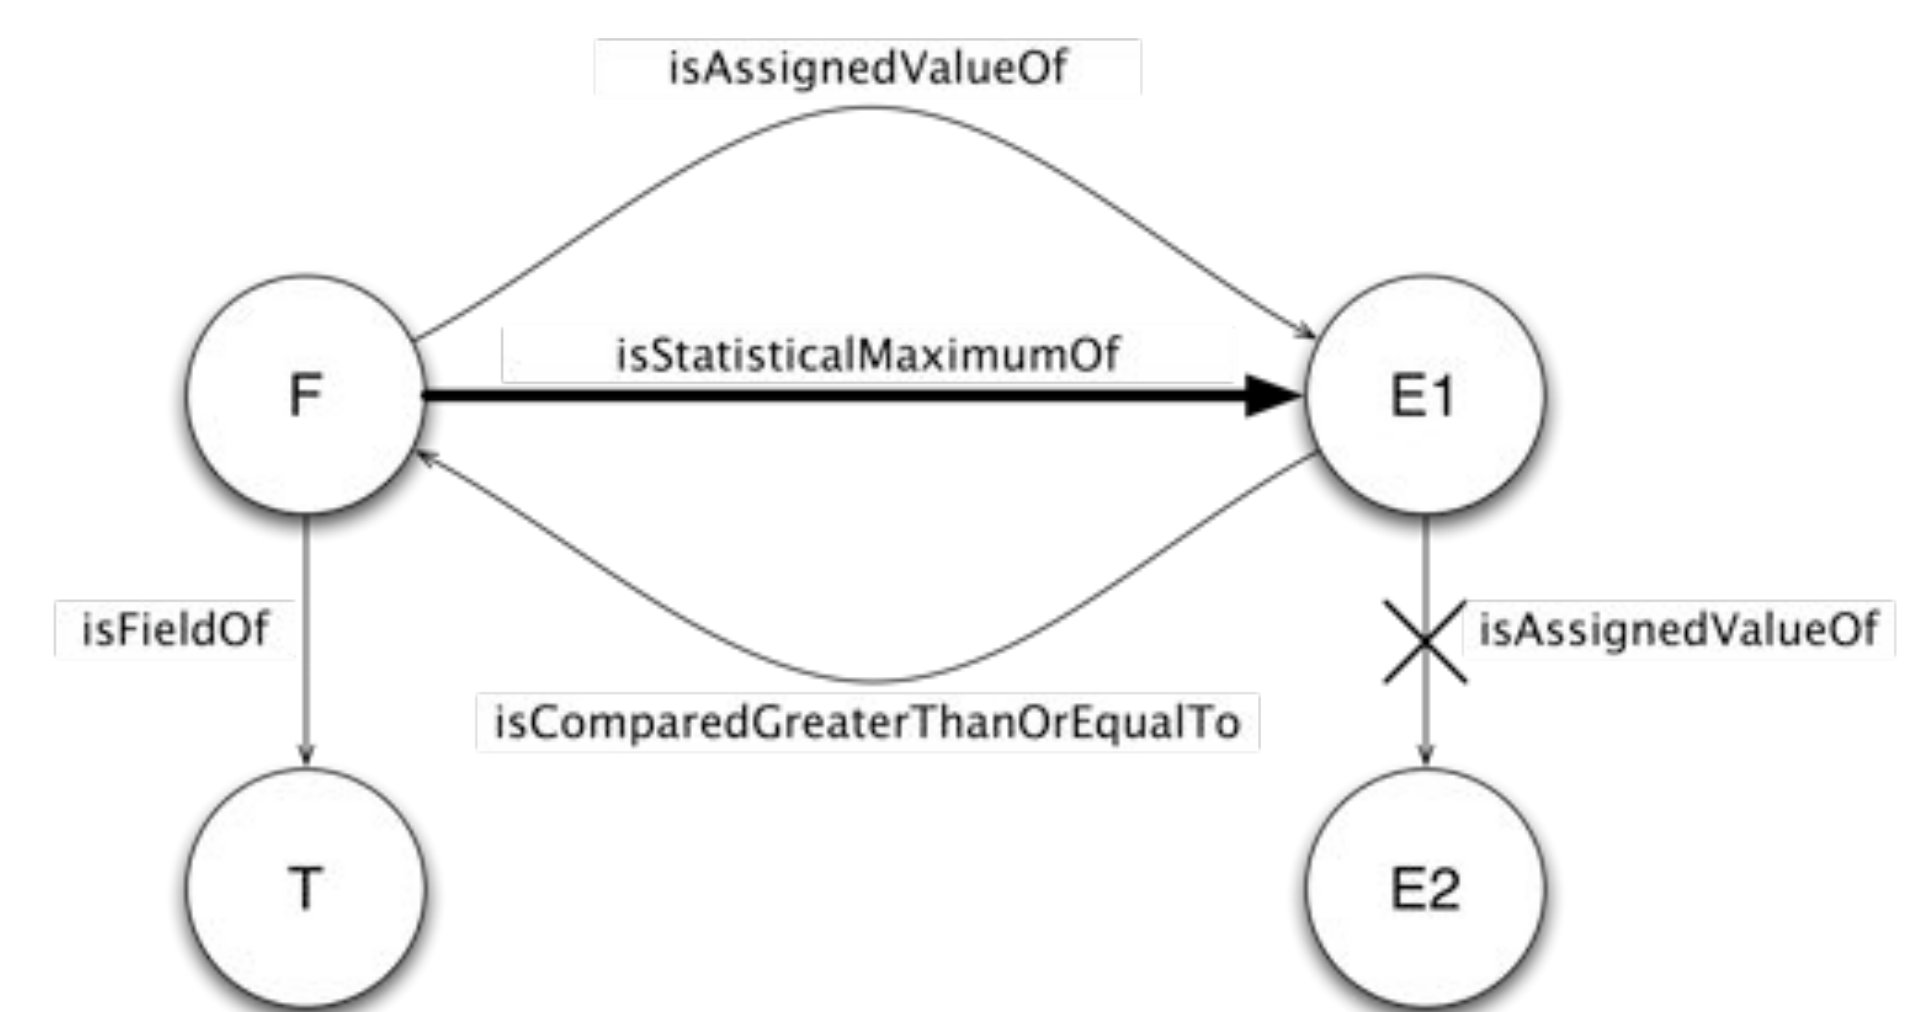 isAssignedValueOf
isStatisticalMaximumOf
F
E1
isFieldOf
isAssignedValueOf
isComparedGreaterThanOrEqualTo
T
E2